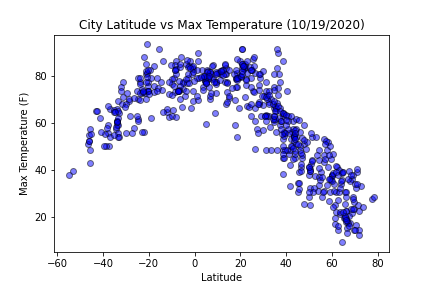 City Latitude vs Max Temperature (10/19/2020)
Max Temperature (F)
80
60
40
20
−60 −40 −20 0 20 40 60 80
Latitude